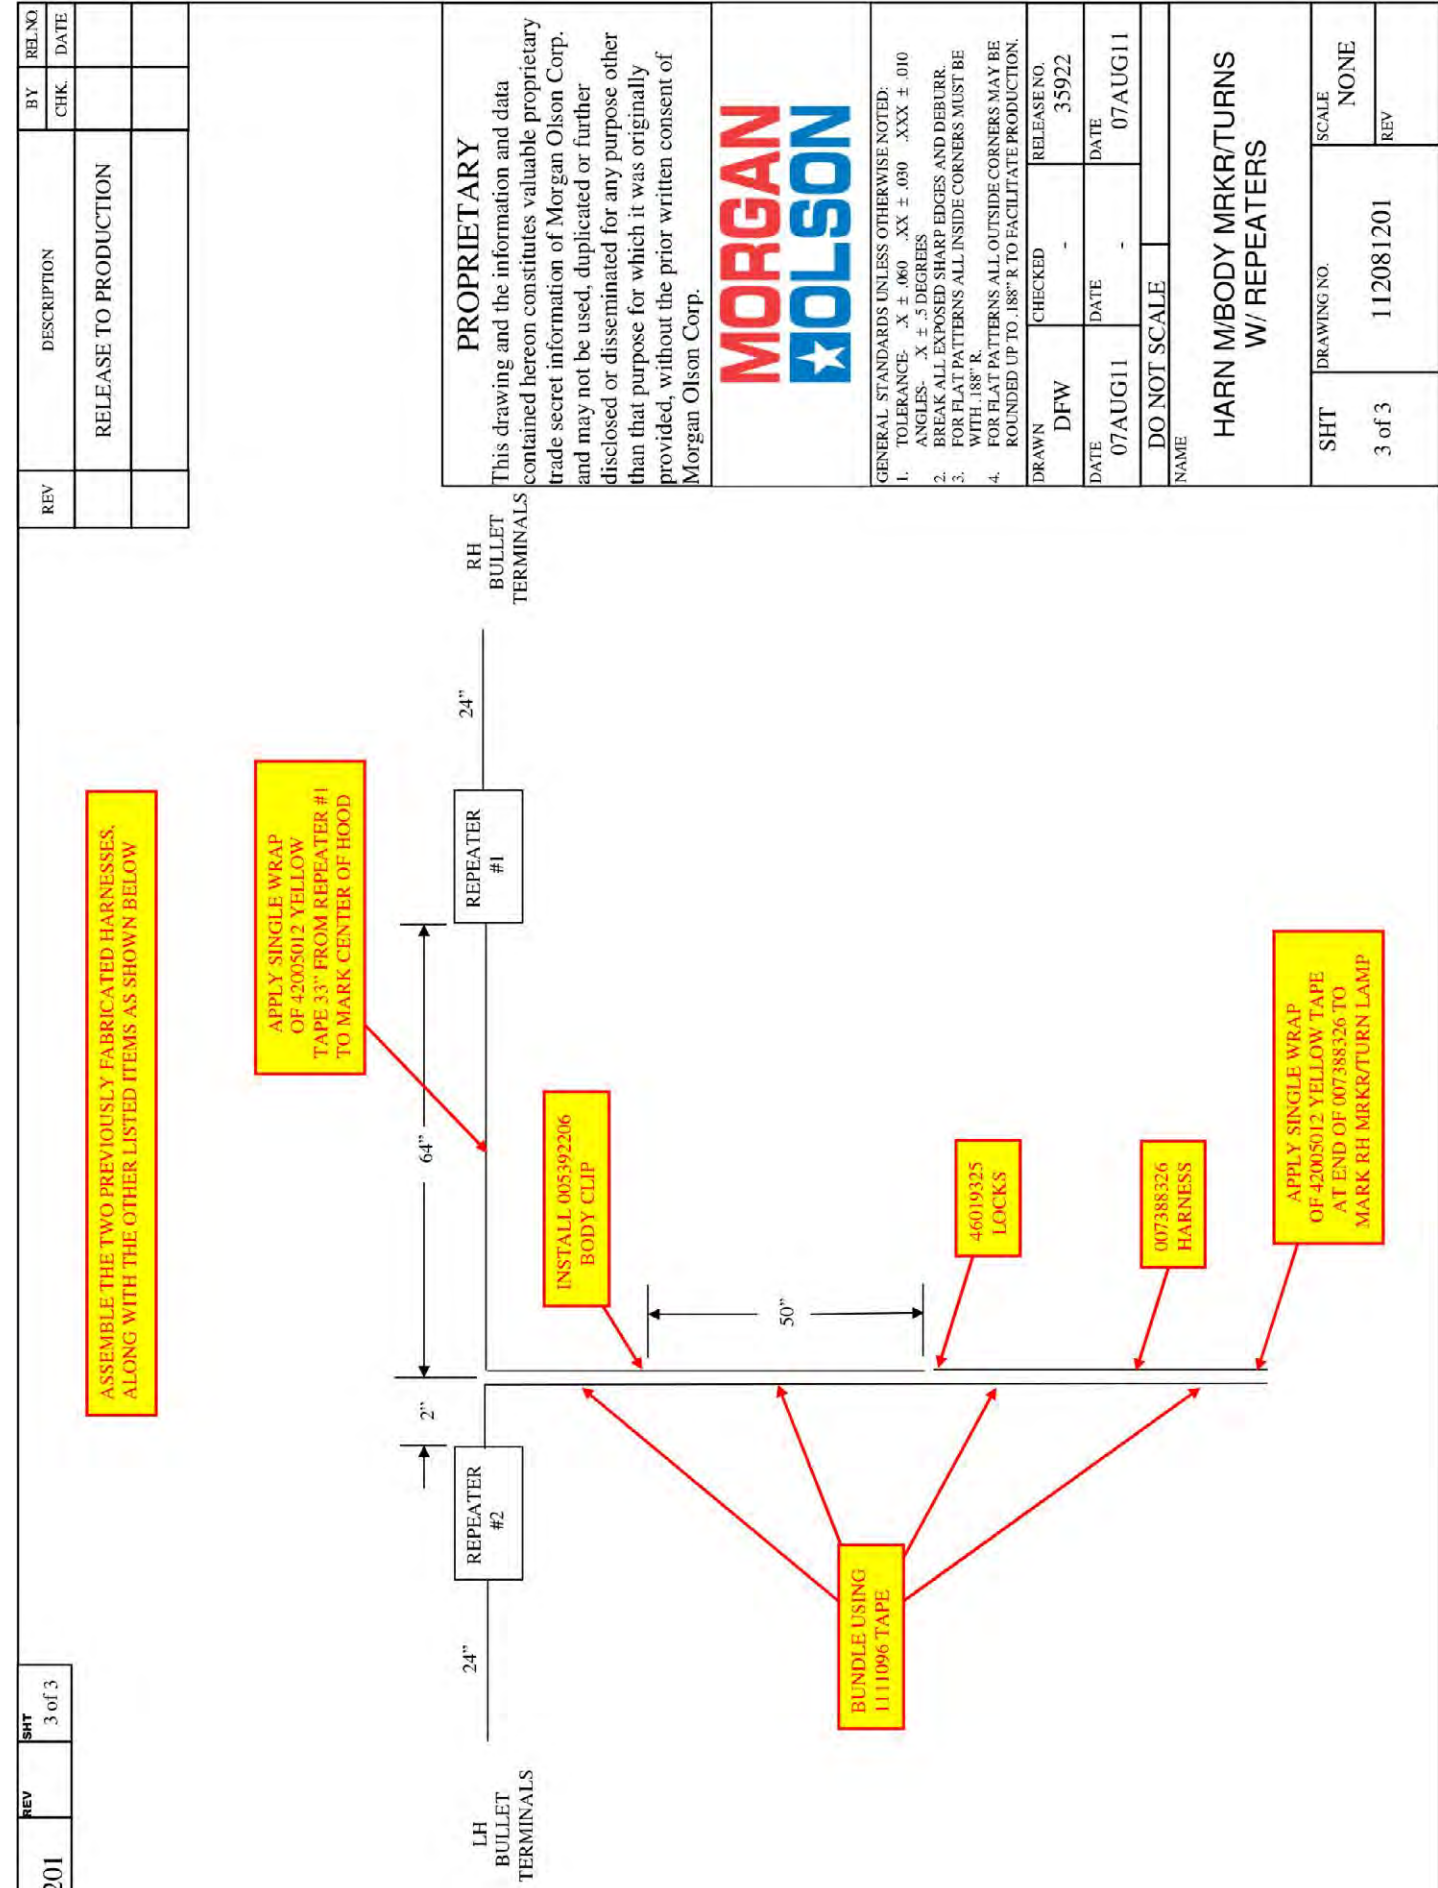 201
REV
SHT
3 of 3
REV
DESCRIPTION
BY
REL.NO.
CHK.
DATE
RELEASE TO PRODUCTION
ASSEMBLE THE TWO PREVIOUSLY FABRICATED HARNESSES,
ALONG WITH THE OTHER LISTED ITEMS AS SHOWN BELOW
APPLY SINGLE WRAP
OF 42005012 YELLOW
TAPE 33" FROM REPEATER #1
TO MARK CENTER OF HOOD
2"
64"
LH
BULLET
TERMINALS
24"
REPEATER
#2
REPEATER
#1
24"
RH
BULLET
TERMINALS
INSTALL 005392206
BODY CLIP
50"
BUNDLE USING
1111096 TAPE
46019325
LOCKS
007388326
HARNESS
APPLY SINGLE WRAP
OF 42005012 YELLOW TAPE
AT END OF 007388326 TO
MARK RH MRKR/TURN LAMP
PROPRIETARY
This drawing and the information and data
contained hereon constitutes valuable proprietary
trade secret information of Morgan Olson Corp.
and may not be used, duplicated or further
disclosed or disseminated for any purpose other
than that purpose for which it was originally
provided, without the prior written consent of
Morgan Olson Corp.
MORGAN
OLSON
GENERAL STANDARDS UNLESS OTHERWISE NOTED:
1. TOLERANCE- .X ± .060 .XX ± .030 .XXX ± .010
ANGLES- .X ± .5 DEGREES
2. BREAK ALL EXPOSED SHARP EDGES AND DEBURR.
3. FOR FLAT PATTERNS ALL INSIDE CORNERS MUST BE
WITH .188" R.
4. FOR FLAT PATTERNS ALL OUTSIDE CORNERS MAY BE
ROUNDED UP TO .188" R TO FACILITATE PRODUCTION.
DRAWN
DFW
CHECKED
-
RELEASE NO.
35922
DATE
07AUG11
DATE
-
DATE
07AUG11
DO NOT SCALE
NAME
HARN M/BODY MRKR/TURNS
W/ REPEATERS
SHT
3 of 3
DRAWING NO.
112081201
SCALE
NONE
REV